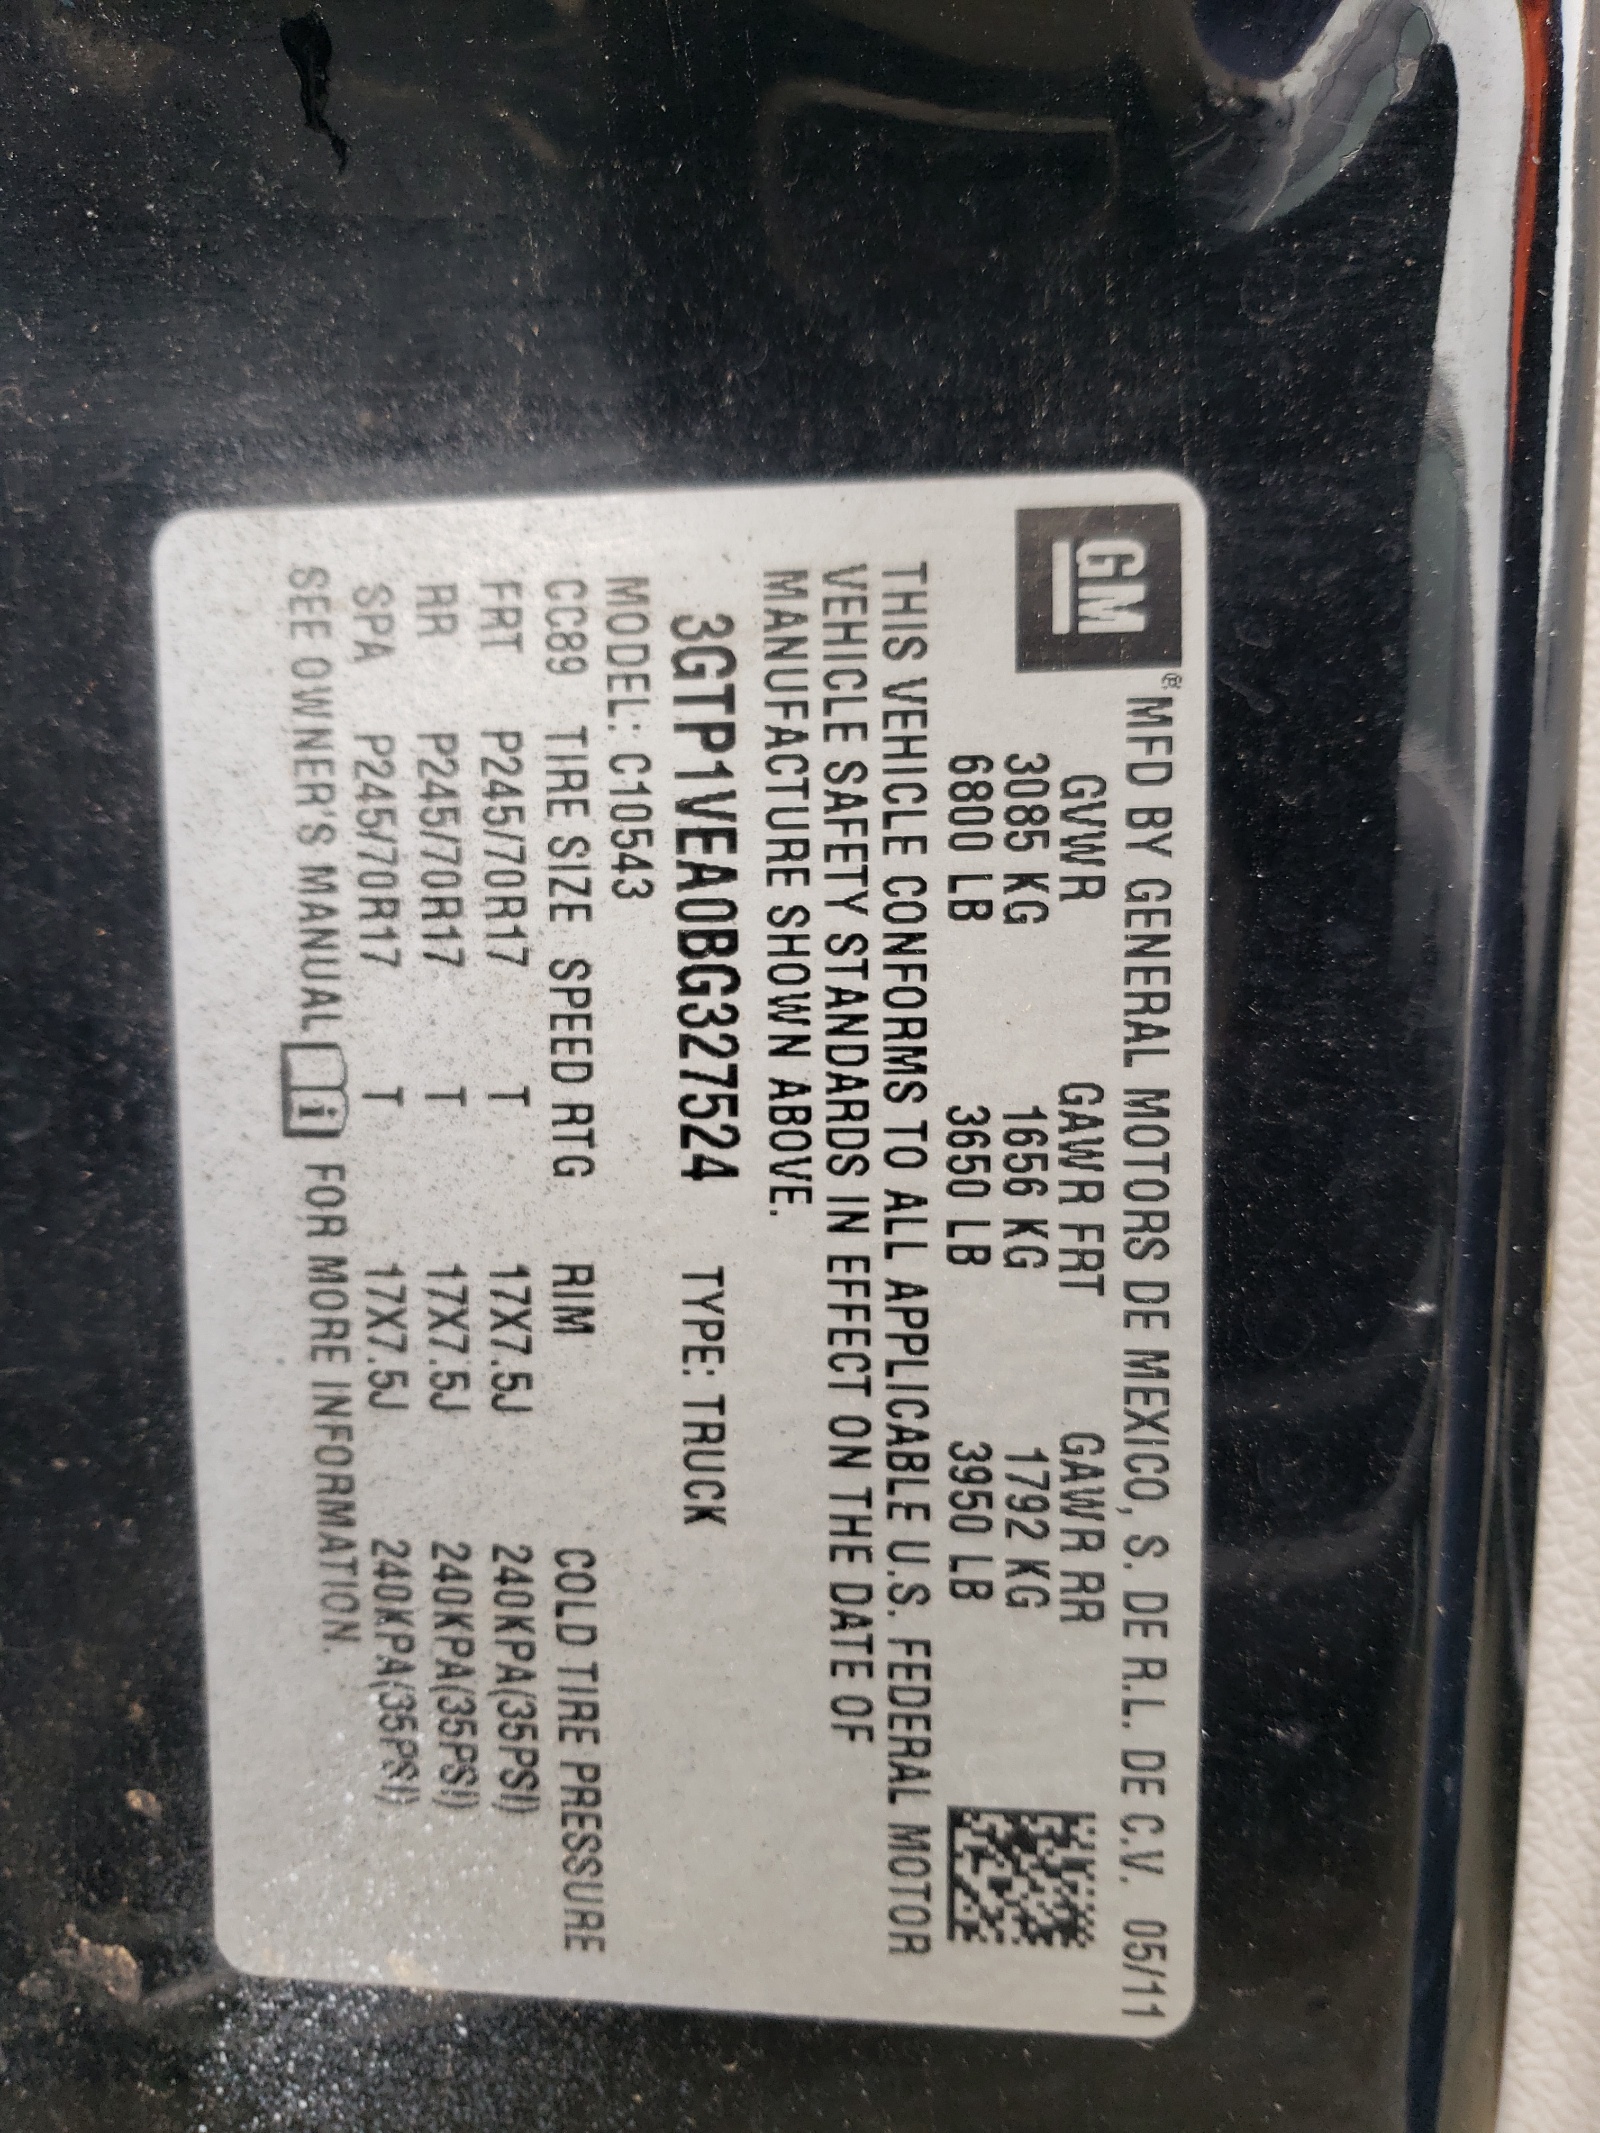 GM® MFD BY GENERAL MOTORS DE MEXICO, S. DE R.L. DE C.V. 05/11
GVWR GAWR FRT GAWR RR
3085 KG 1656 KG 1792 KG
6800 LB 3650 LB 3950 LB
THIS VEHICLE CONFORMS TO ALL APPLICABLE U.S. FEDERAL MOTOR
VEHICLE SAFETY STANDARDS IN EFFECT ON THE DATE OF
MANUFACTURE SHOWN ABOVE.
3GTP1VEA0BG327524 TYPE: TRUCK
MODEL: C10543
CC89 TIRE SIZE SPEED RTG RIM COLD TIRE PRESSURE
FRT P245/70R17 T 17X7.5J 240KPA(35PSI)
RR P245/70R17 T 17X7.5J 240KPA(35PSI)
SPA P245/70R17 T 17X7.5J 240KPA(35PSI)
SEE OWNER'S MANUAL i FOR MORE INFORMATION.